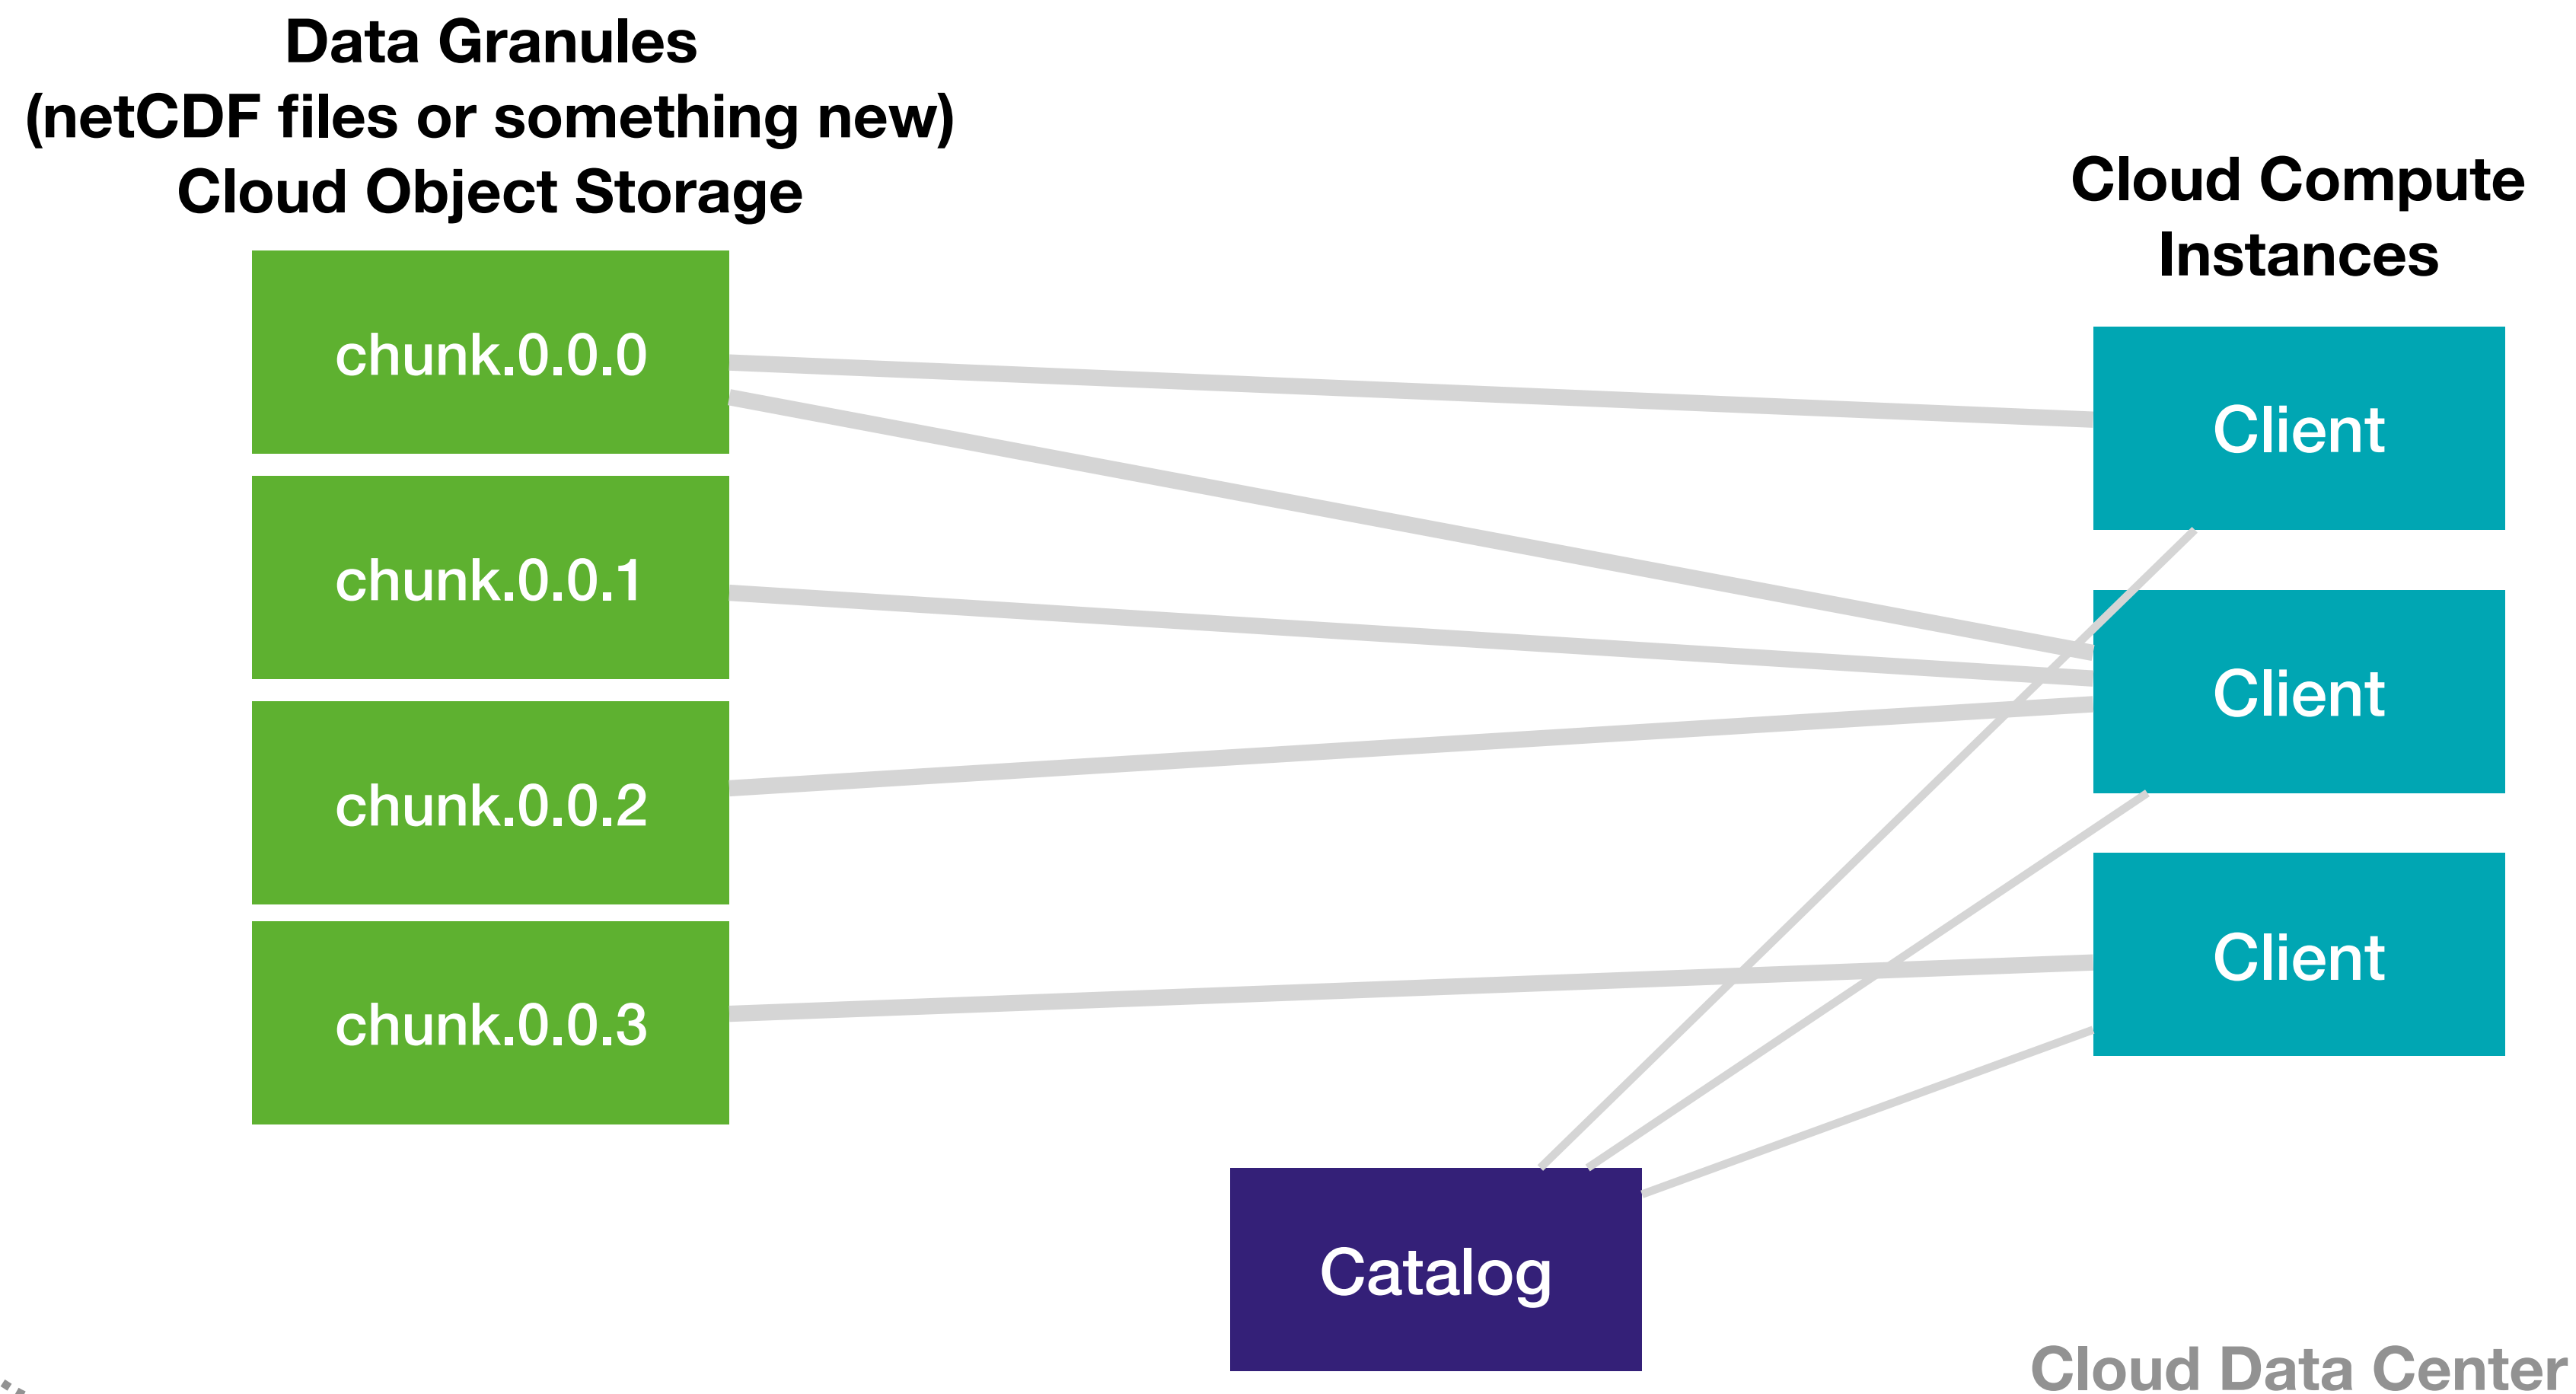 Data Granules
(netCDF files or something new)
Cloud Object Storage
Cloud Compute
Instances
chunk.0.0.0
chunk.0.0.1
chunk.0.0.2
chunk.0.0.3
Client
Client
Client
Catalog
Cloud Data Center